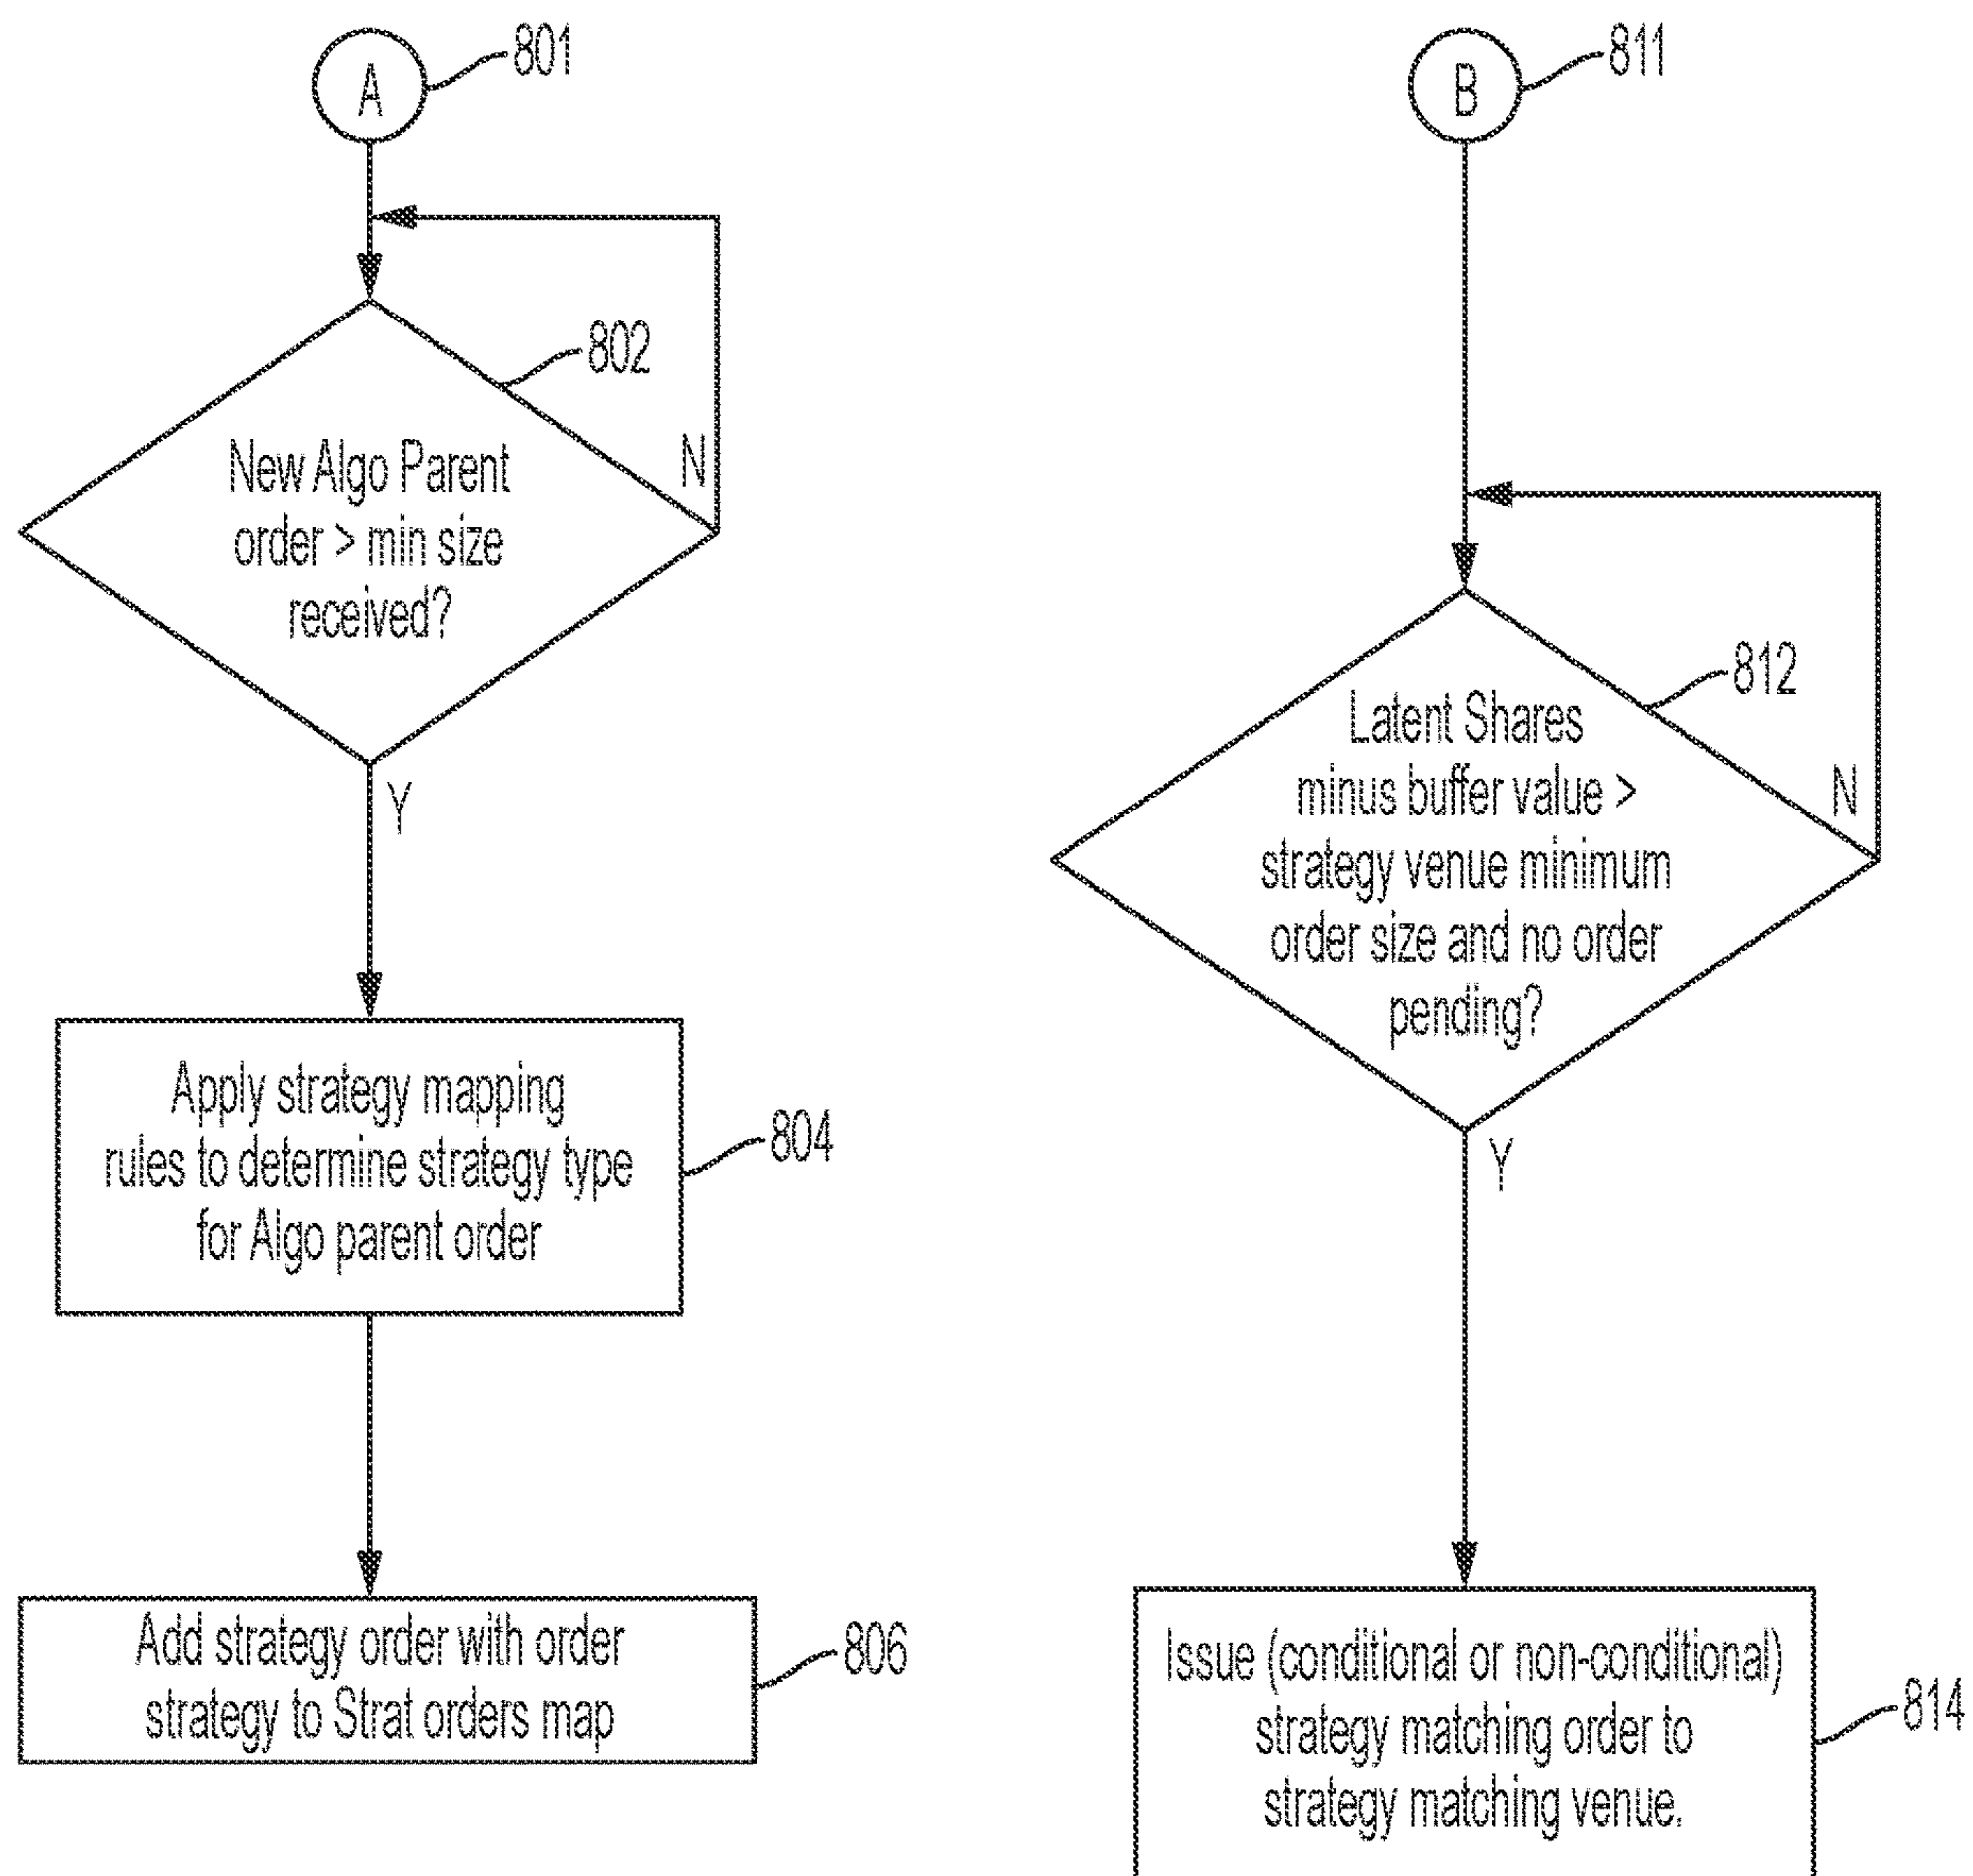 A
801
802
New Algo Parent
order > min size
received?
N
Y
Apply strategy mapping
rules to determine strategy type
for Algo parent order
804
Add strategy order with order
strategy to Strat orders map
806
B
811
812
Latent Shares
minus buffer value >
strategy venue minimum
order size and no order
pending?
N
Y
Issue (conditional or non-conditional)
strategy matching order to
strategy matching venue.
814